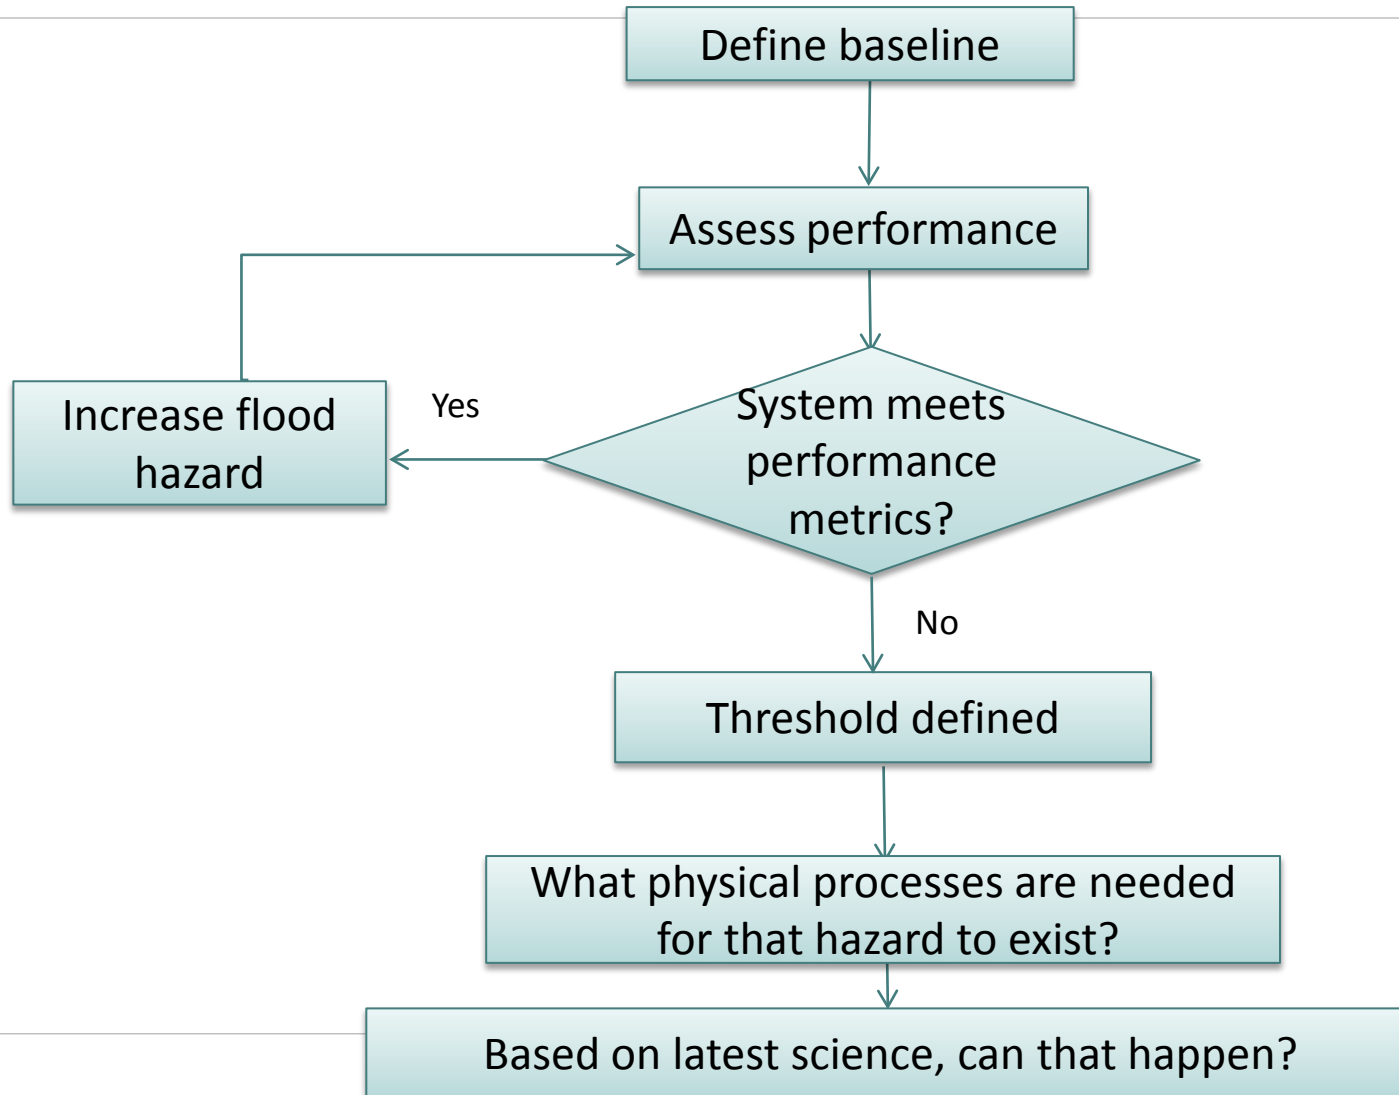 Define baseline
Assess performance
Increase flood
hazard
Yes
System meets
performance
metrics?
No
Threshold defined
What physical processes are needed
for that hazard to exist?
Based on latest science, can that happen?